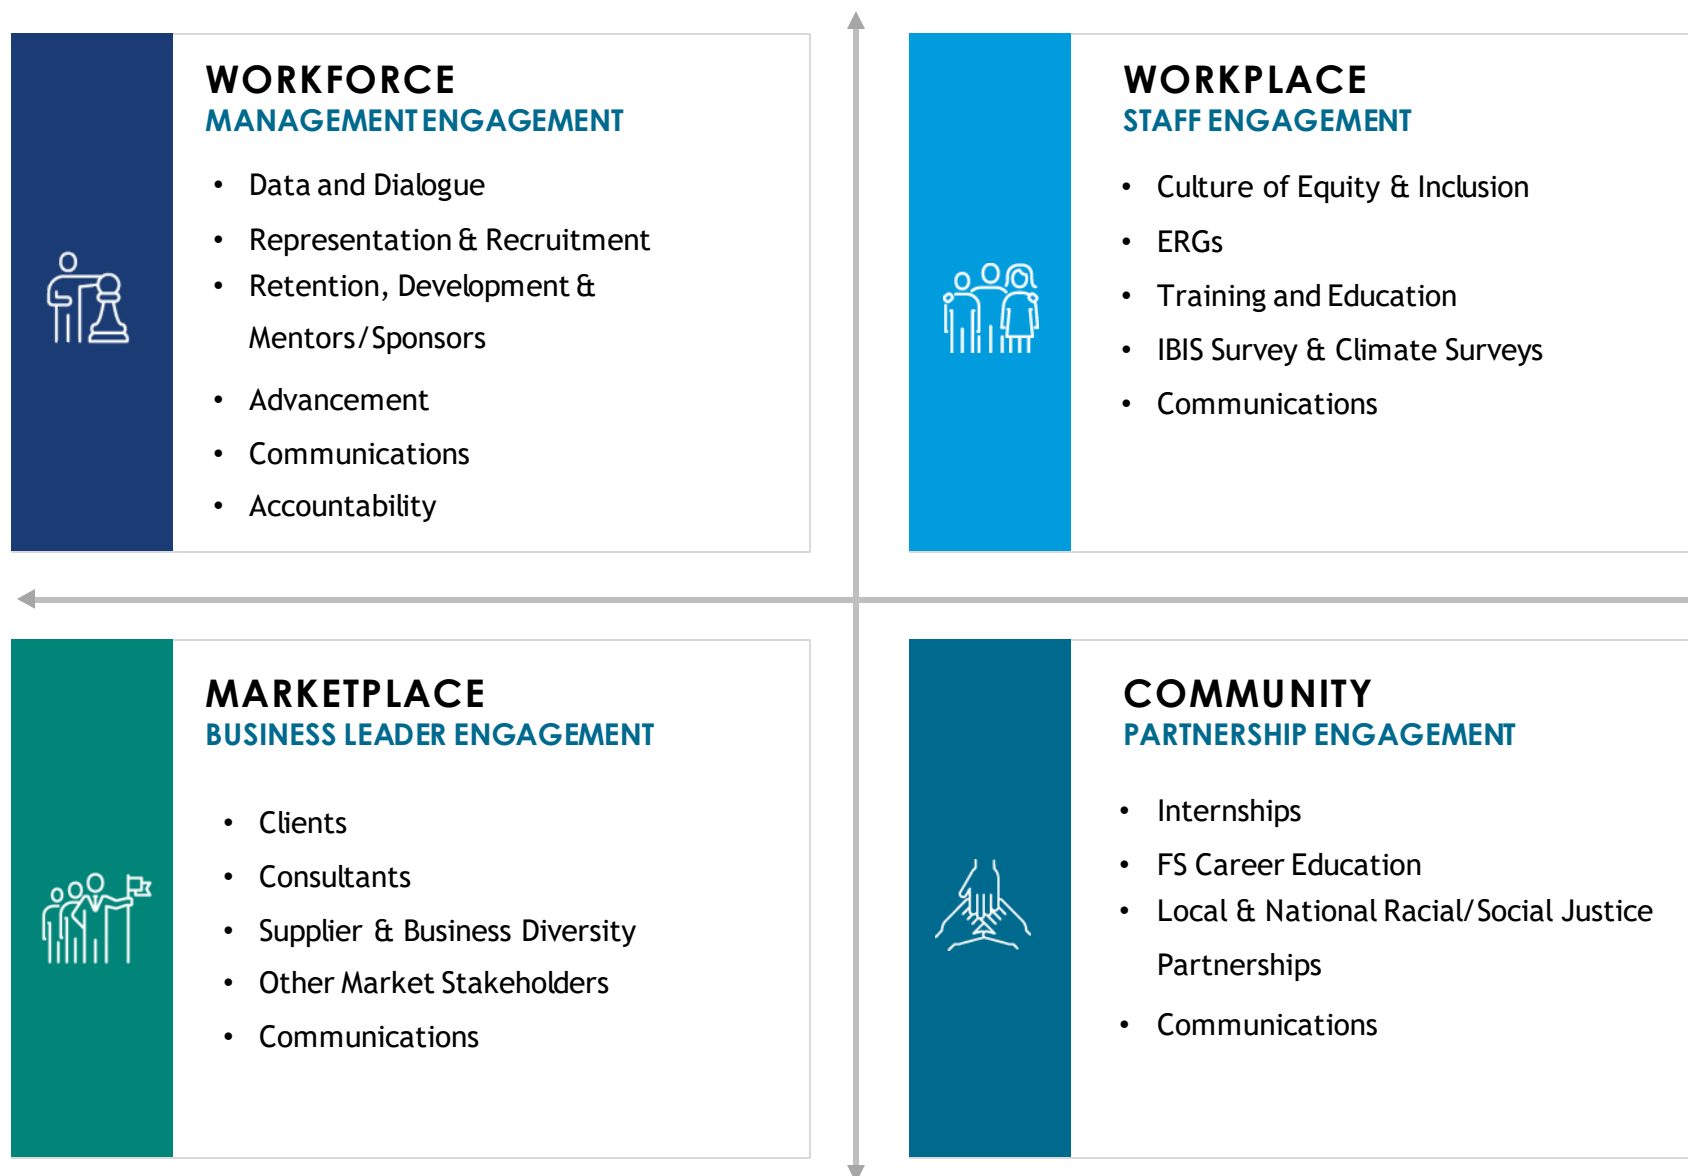 WORKFORCE
MANAGEMENT ENGAGEMENT
• Data and Dialogue
• Representation & Recruitment
• Retention, Development &
Mentors/Sponsors
• Advancement
• Communications
• Accountability
WORKPLACE
STAFF ENGAGEMENT
• Culture of Equity & Inclusion
• ERGs
• Training and Education
• IBIS Survey & Climate Surveys
• Communications
MARKETPLACE
BUSINESS LEADER ENGAGEMENT
• Clients
• Consultants
• Supplier & Business Diversity
• Other Market Stakeholders
• Communications
COMMUNITY
PARTNERSHIP ENGAGEMENT
• Internships
• FS Career Education
• Local & National Racial/Social Justice
Partnerships
• Communications